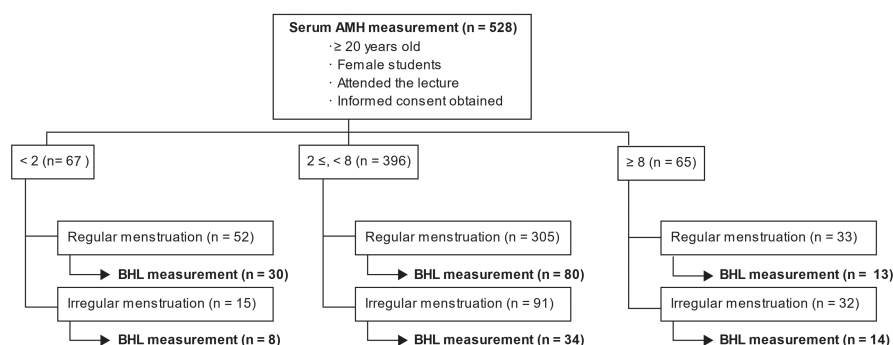 Serum AMH measurement (n = 528)
· ≥ 20 years old
· Female students
· Attended the lecture
· Informed consent obtained
< 2 (n= 67 )
2 ≤, < 8 (n = 396)
≥ 8 (n = 65)
Regular menstruation (n = 52)
BHL measurement (n = 30)
Irregular menstruation (n = 15)
BHL measurement (n = 8)
Regular menstruation (n = 305)
BHL measurement (n = 80)
Irregular menstruation (n = 91)
BHL measurement (n = 34)
Regular menstruation (n = 33)
BHL measurement (n = 13)
Irregular menstruation (n = 32)
BHL measurement (n = 14)